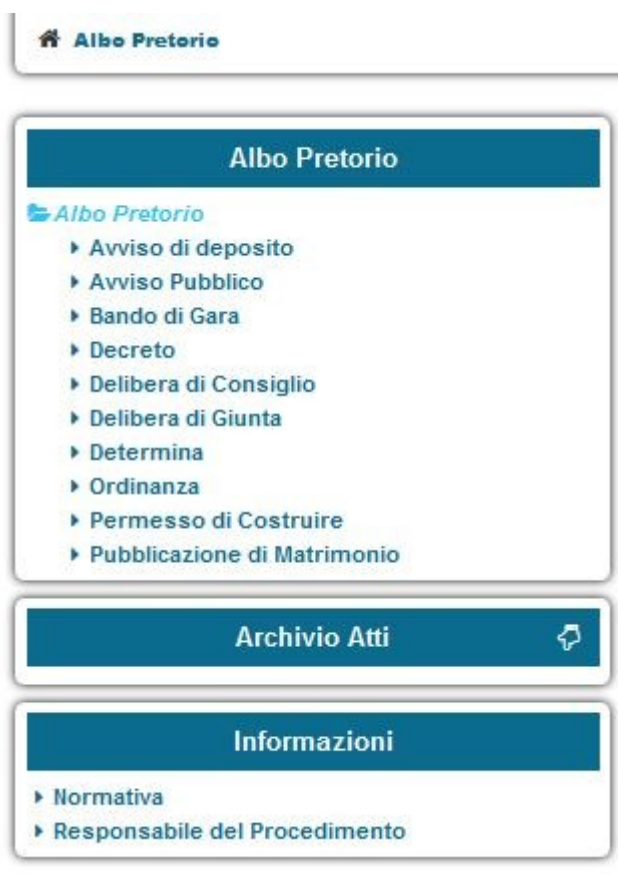 Albo Pretorio
Albo Pretorio
Albo Pretorio
Avviso di deposito
Avviso Pubblico
Bando di Gara
Decreto
Delibera di Consiglio
Delibera di Giunta
Determina
Ordinanza
Permesso di Costruire
Pubblicazione di Matrimonio
Archivio Atti
Informazioni
Normativa
Responsabile del Procedimento